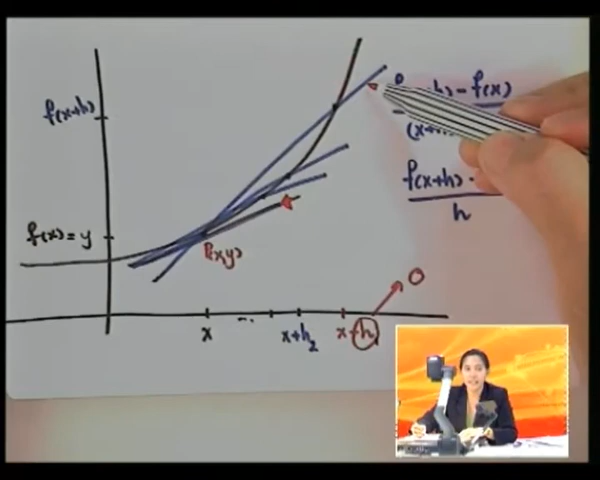 f(x+h)
f(x) = y
P(x,y)
x
x+h₂
x+h
0
h) - f(x)
(x+
f(x+h) -
h